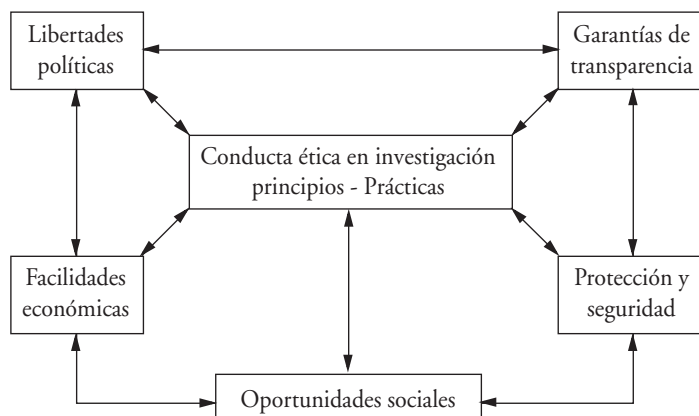 Libertades
políticas
Garantías de
transparencia
Conducta ética en investigación
principios - Prácticas
Facilidades
económicas
Protección y
seguridad
Oportunidades sociales